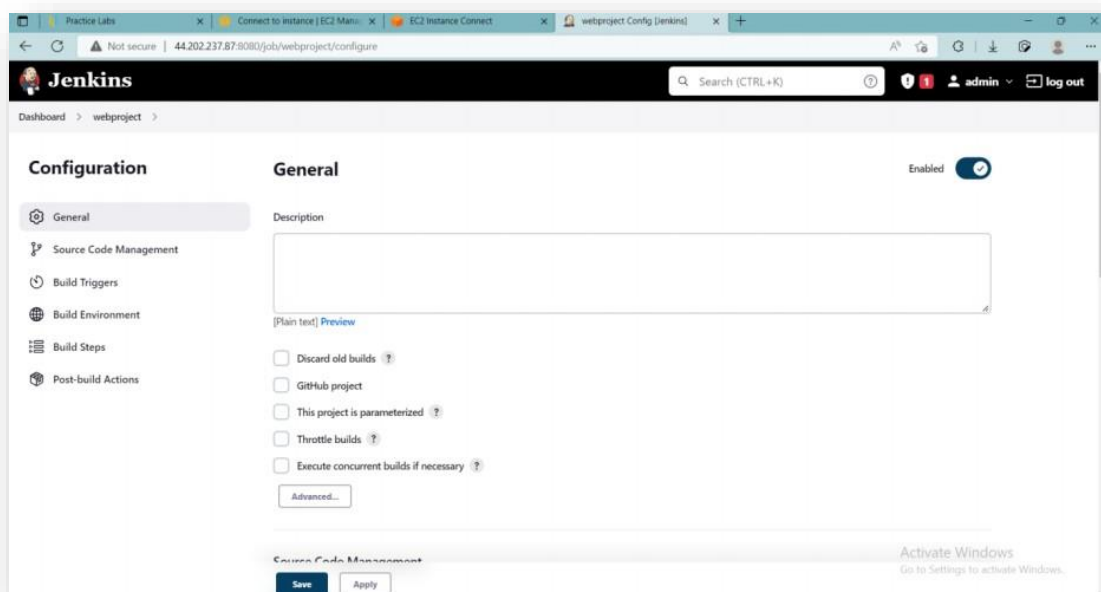 Practice Labs
Connect to instance | EC2 Manag
EC2 Instance Connect
webproject Config [Jenkins]
Not secure | 44.202.237.87:8080/job/webproject/configure
Jenkins
Search (CTRL+K)
1
admin
log out
Dashboard > webproject >
Configuration
General
Source Code Management
Build Triggers
Build Environment
Build Steps
Post-build Actions
General
Enabled
Description
[Plain text] Preview
Discard old builds ?
GitHub project
This project is parameterized ?
Throttle builds ?
Execute concurrent builds if necessary ?
Advanced...
Source Code Management
Save
Apply
Activate Windows
Go to Settings to activate Windows.